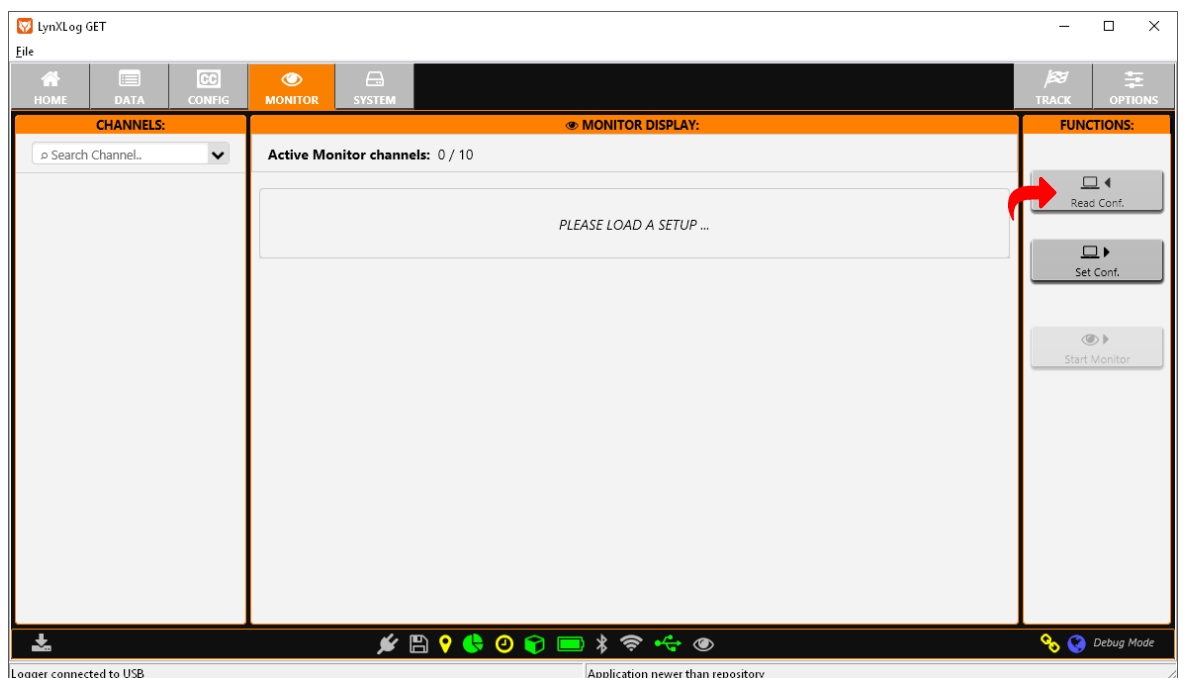 LynXLog GET
File
HOME DATA CONFIG MONITOR SYSTEM TRACK OPTIONS
CHANNELS:
Search Channel..
MONITOR DISPLAY:
Active Monitor channels: 0 / 10
PLEASE LOAD A SETUP ...
FUNCTIONS:
Read Conf.
Set Conf.
Start Monitor
Debug Mode
Logger connected to USB
Application newer than repository